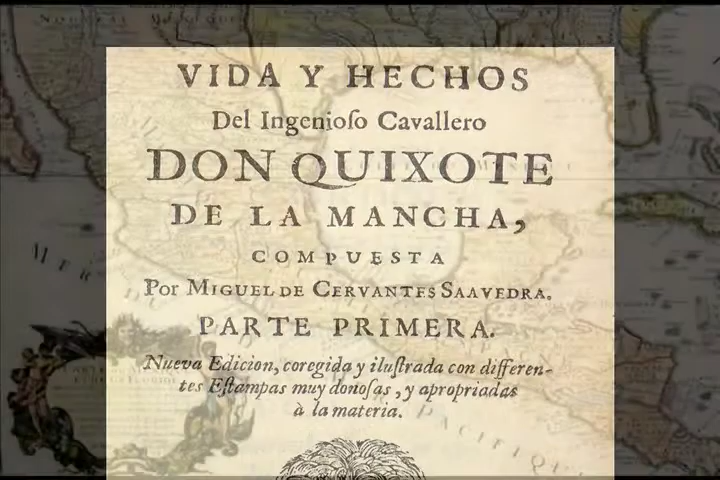 VIDA Y HECHOS
Del Ingenioſo Cavallero
DON QUIXOTE
DE LA MANCHA,
COMPUESTA
Por MIGUEL DE CERVANTES SAAVEDRA.
PARTE PRIMERA.
Nueva Edicion, coregida y iluſtrada con differen-
tes Eſtampas muy donoſas, y apropriadas
à la materia.
PACIFIQU